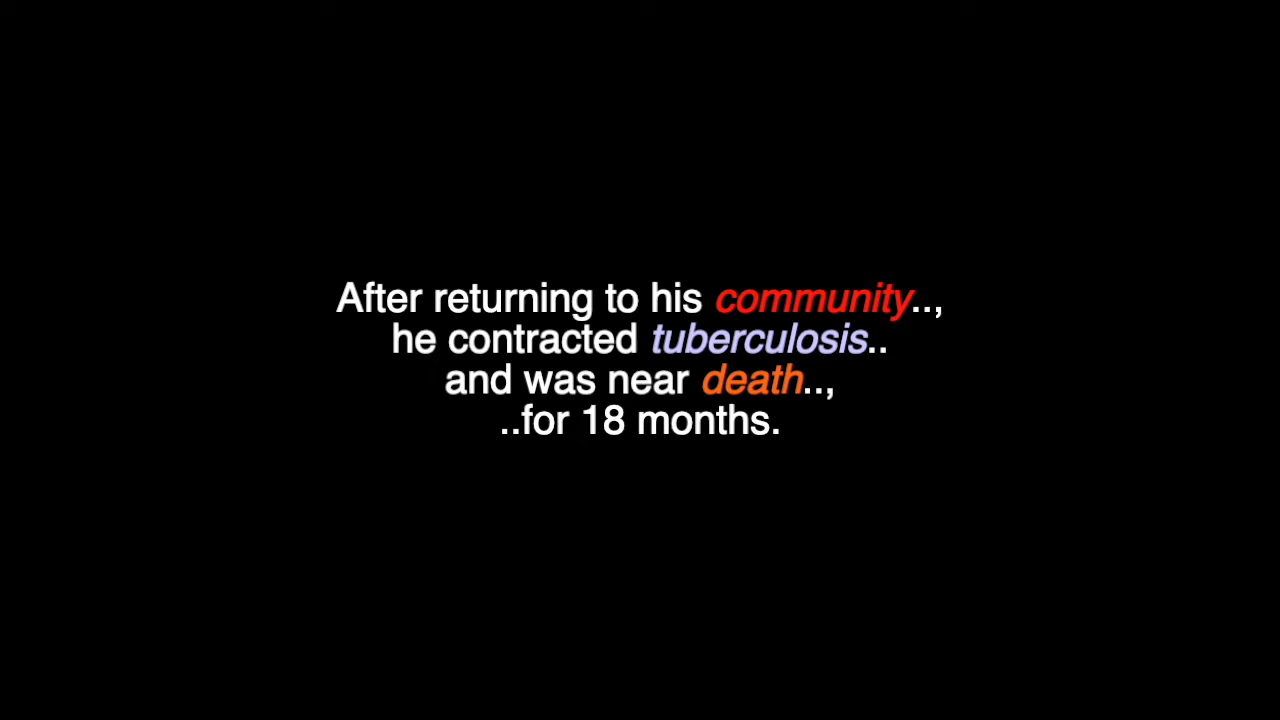 After returning to his community..,
he contracted tuberculosis..
and was near death..,
..for 18 months.